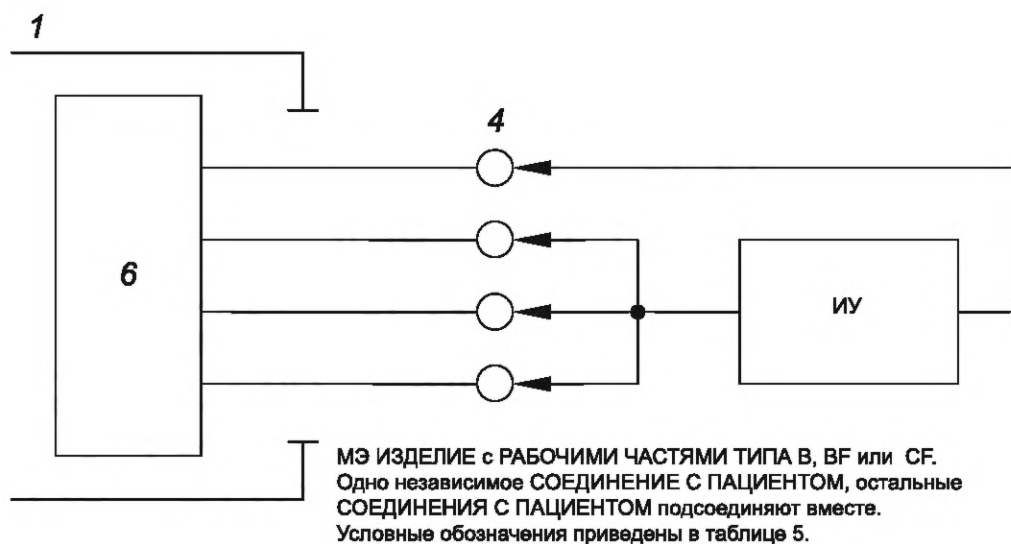 1
4
6
ИУ
МЭ ИЗДЕЛИЕ с РАБОЧИМИ ЧАСТЯМИ ТИПА В, BF или CF.
Одно независимое СОЕДИНЕНИЕ С ПАЦИЕНТОМ, остальные
СОЕДИНЕНИЯ С ПАЦИЕНТОМ подсоединяют вместе.
Условные обозначения приведены в таблице 5.